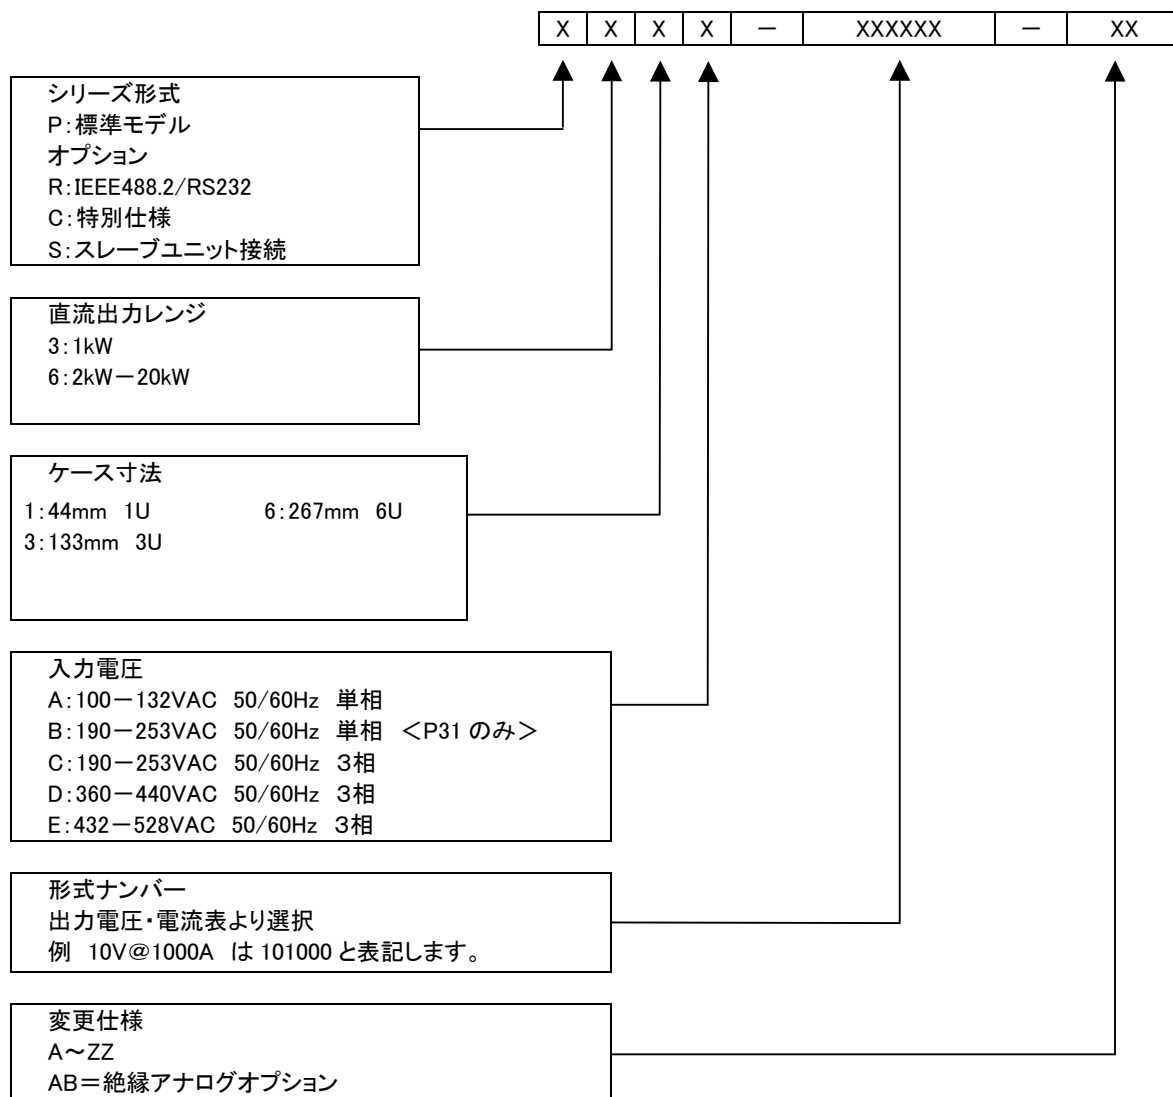 X X X X － XXXXXX － XX
シリーズ形式
P：標準モデル
オプション
R：IEEE488.2/RS232
C：特別仕様
S：スレーブユニット接続
直流出力レンジ
3：1kW
6：2kW－20kW
ケース寸法
1：44mm 1U 6：267mm 6U
3：133mm 3U
入力電圧
A：100－132VAC 50/60Hz 単相
B：190－253VAC 50/60Hz 単相 ＜P31 のみ＞
C：190－253VAC 50/60Hz ３相
D：360－440VAC 50/60Hz ３相
E：432－528VAC 50/60Hz ３相
形式ナンバー
出力電圧・電流表より選択
例 10V@1000A は 101000 と表記します。
変更仕様
A～ZZ
AB＝絶縁アナログオプション